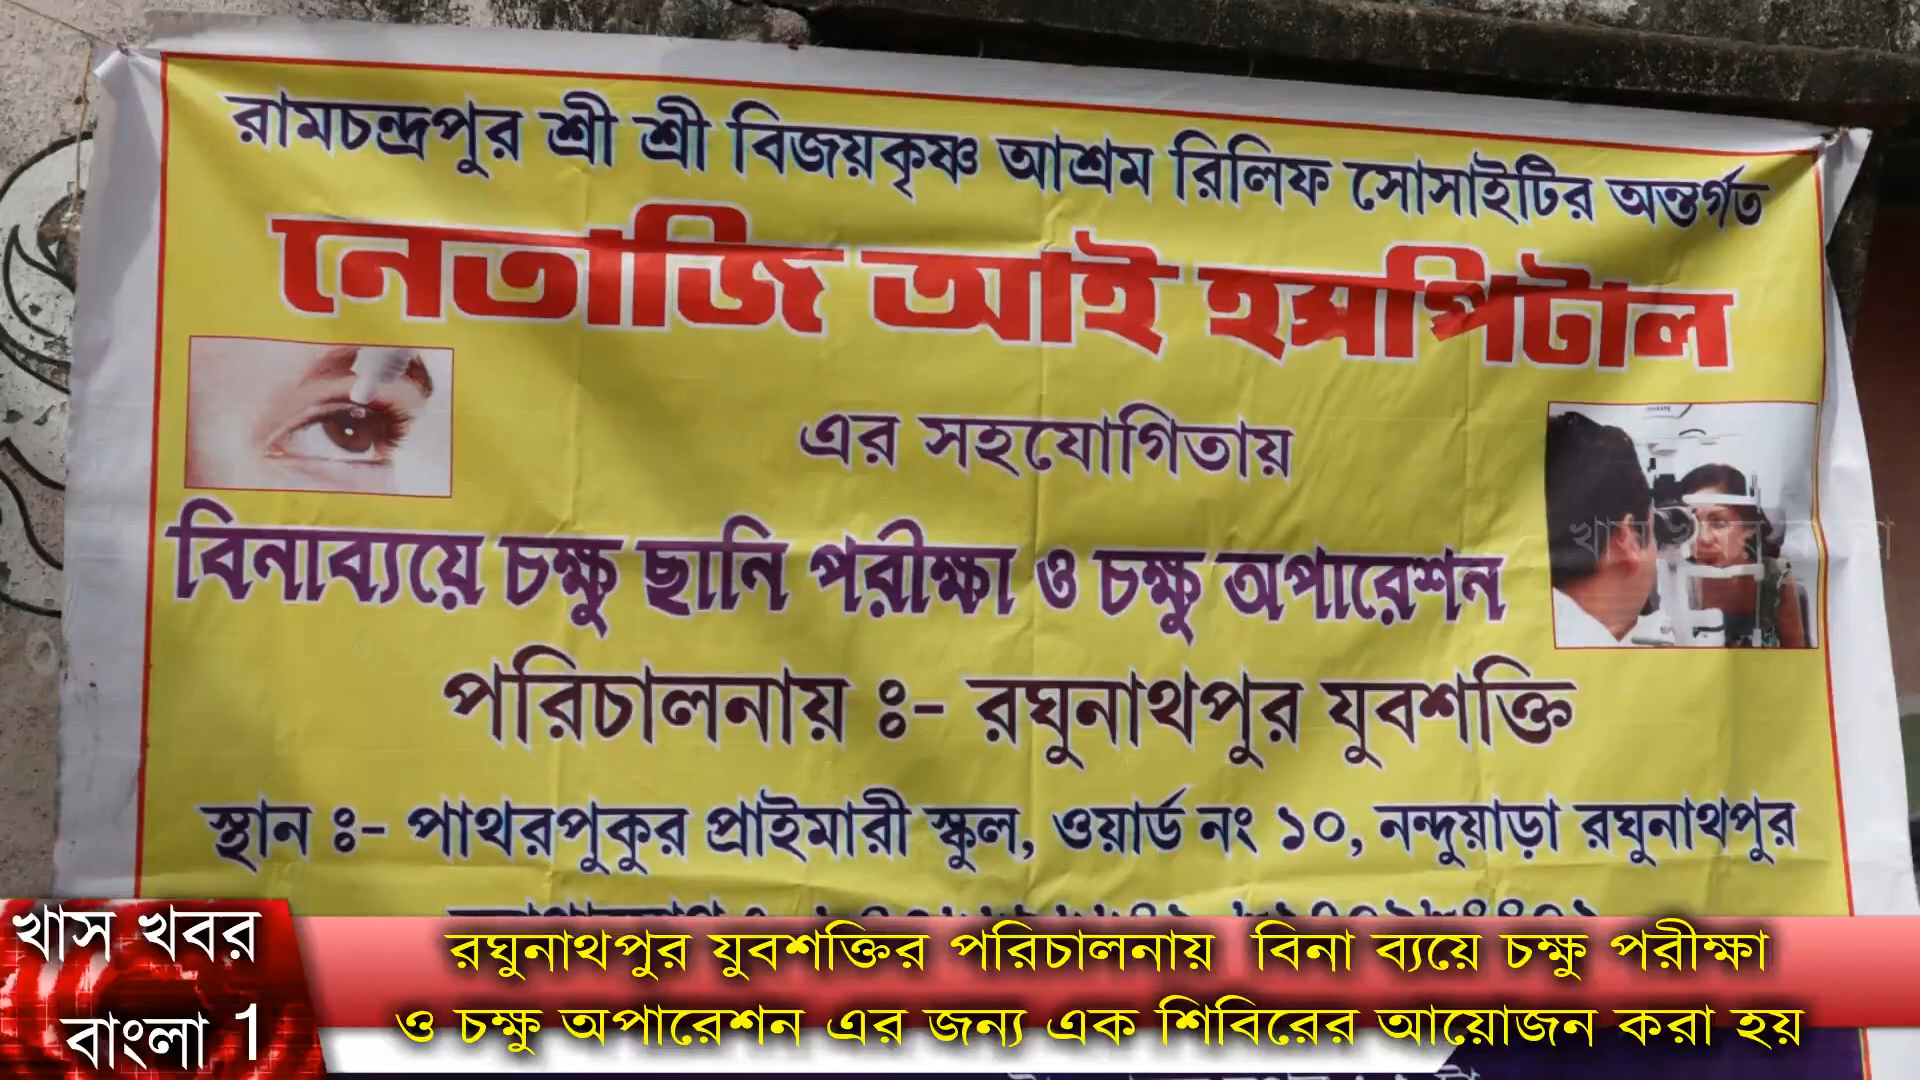 রামচন্দ্রপুর শ্রী শ্রী বিজয়কৃষ্ণ আশ্রম রিলিফ সোসাইটির অন্তর্গত
নেতাজি আই হসপিটাল
এর সহযোগিতায়
বিনাব্যয়ে চক্ষু ছানি পরীক্ষা ও চক্ষু অপারেশন
পরিচালনায় ঃ- রঘুনাথপুর যুবশক্তি
স্থান ঃ- পাথরপুকুর প্রাইমারী স্কুল, ওয়ার্ড নং ১০, নন্দুয়াড়া রঘুনাথপুর
খাস খবর বাংলা
খাস খবর
বাংলা 1
রঘুনাথপুর যুবশক্তির পরিচালনায় বিনা ব্যয়ে চক্ষু পরীক্ষা
ও চক্ষু অপারেশন এর জন্য এক শিবিরের আয়োজন করা হয়